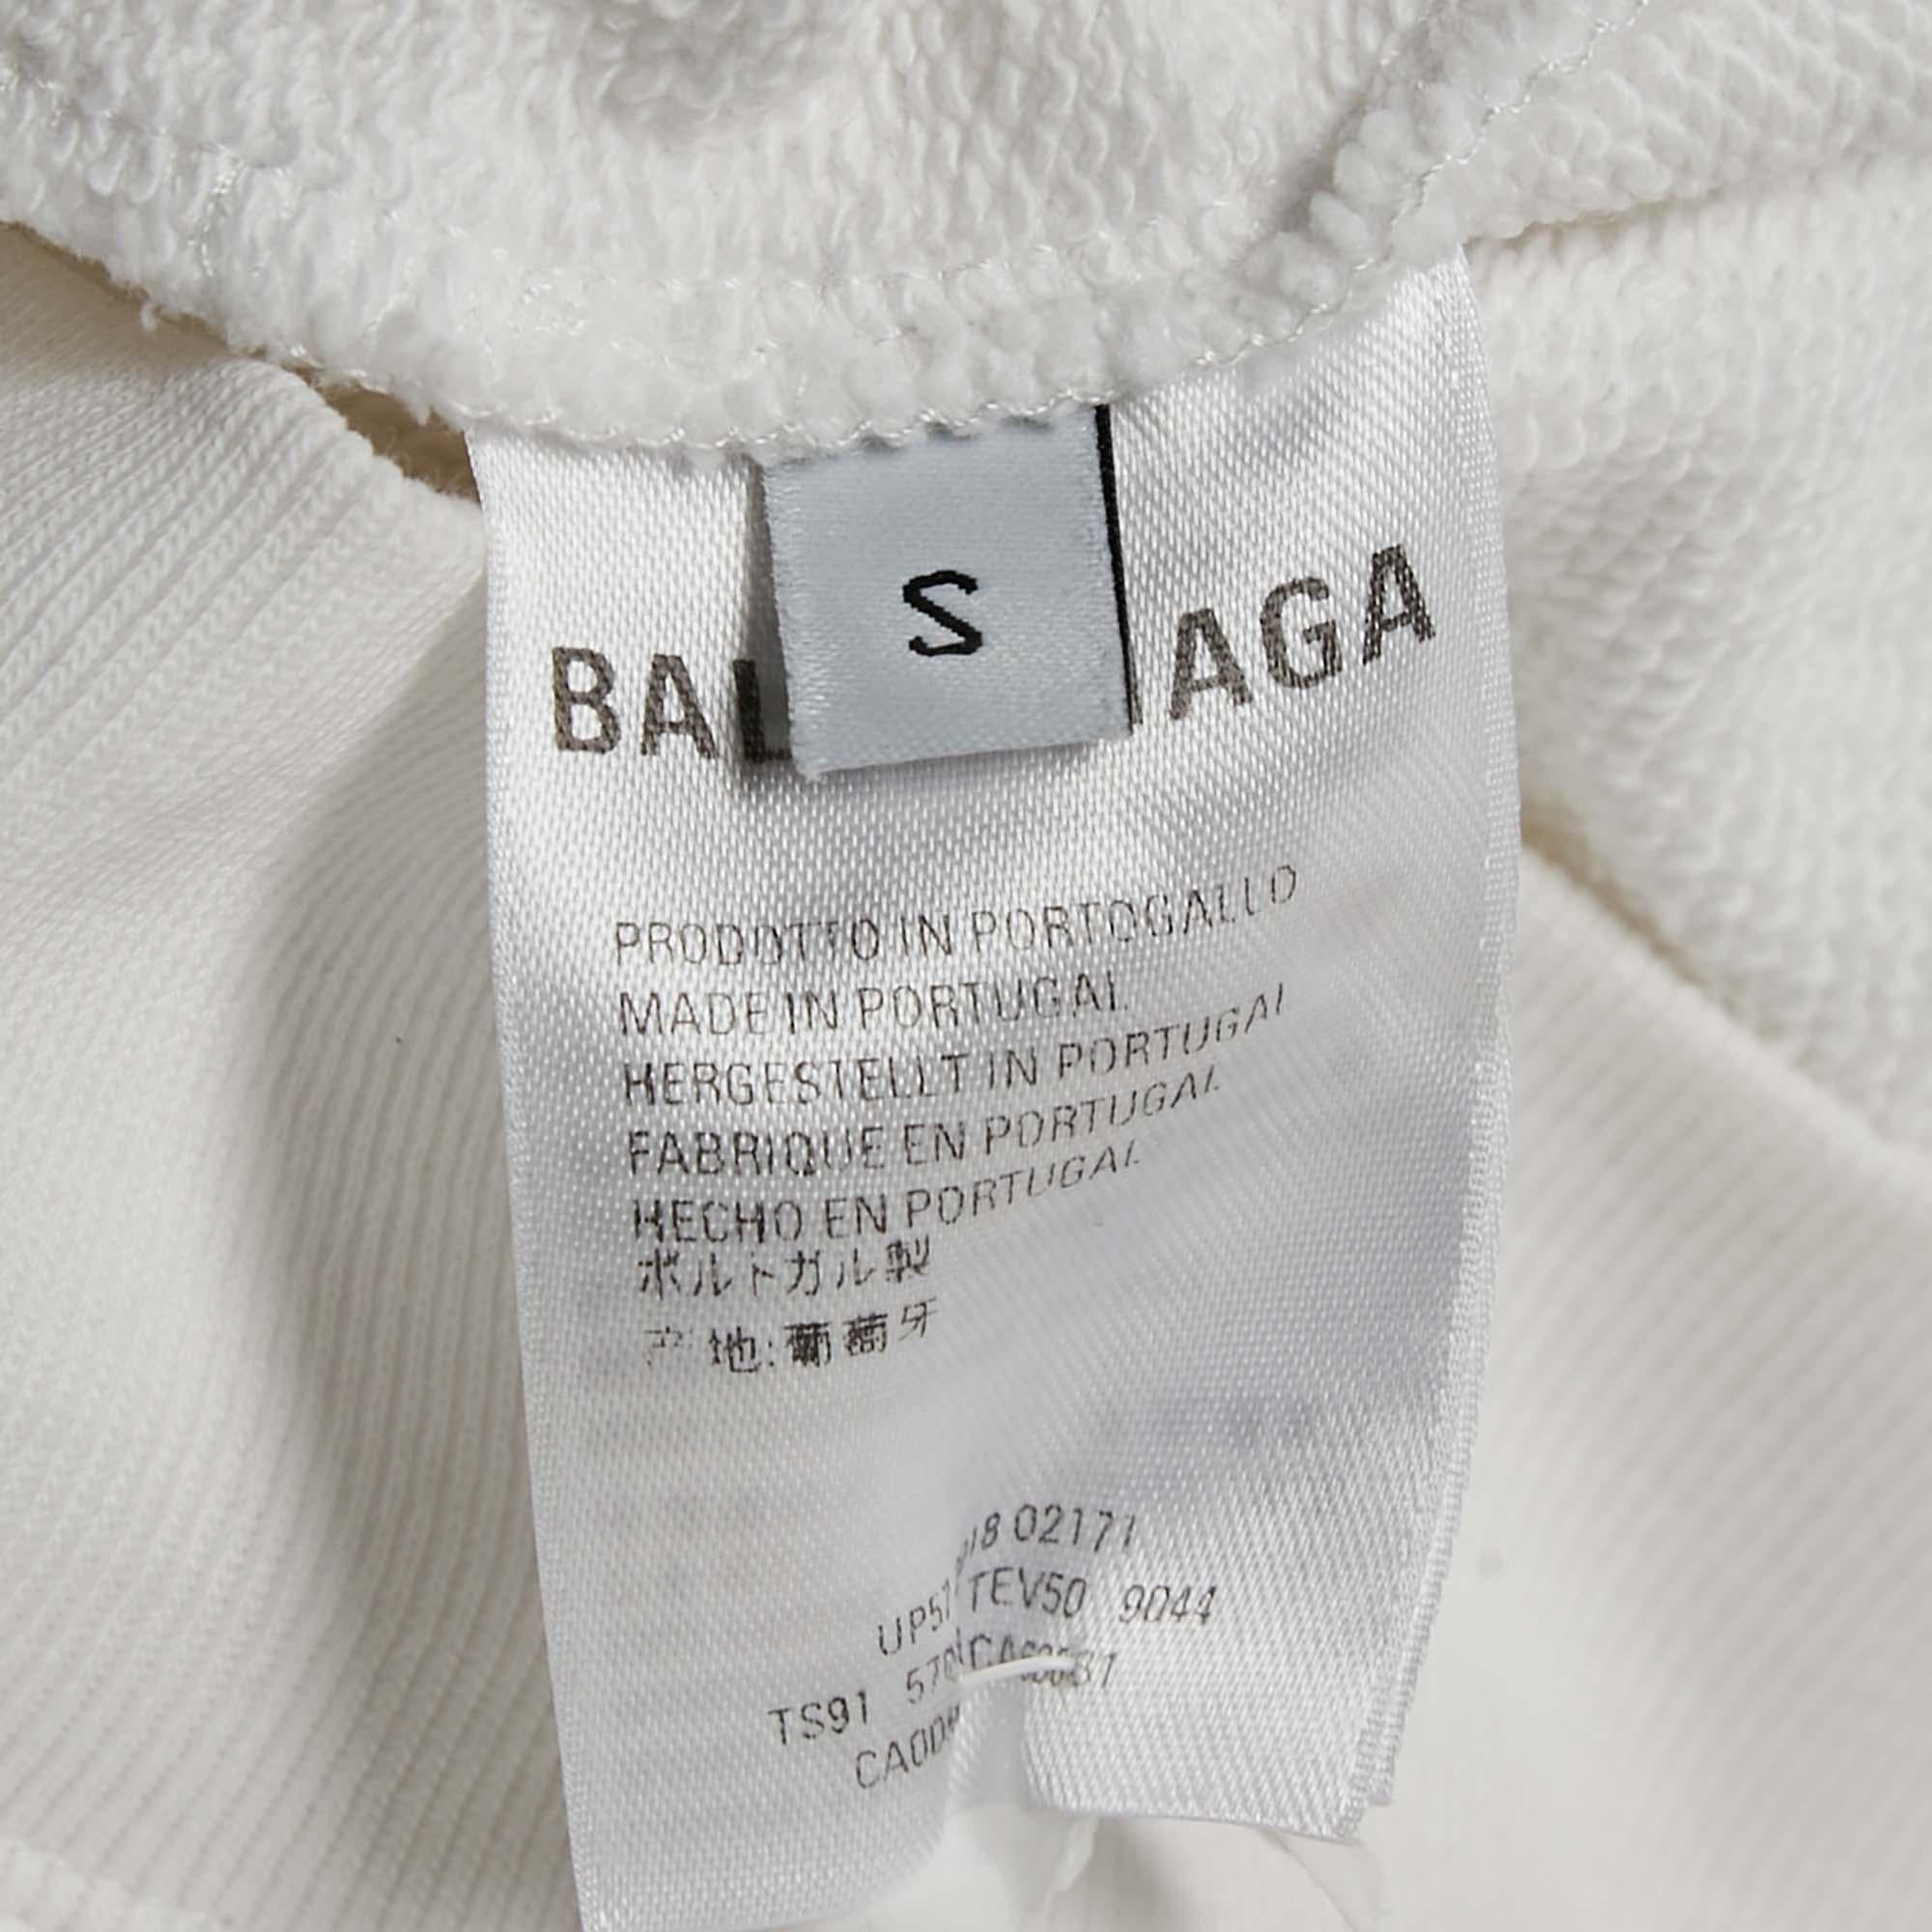 S
BAL IAGA
PRODOTTO IN PORTOGALLO
MADE IN PORTUGAL
HERGESTELLT IN PORTUGAL
FABRIQUE EN PORTUGAL
HECHO EN PORTUGAL
ポルトガル製
产地:葡萄牙
02171
TEV50 9044
TS91